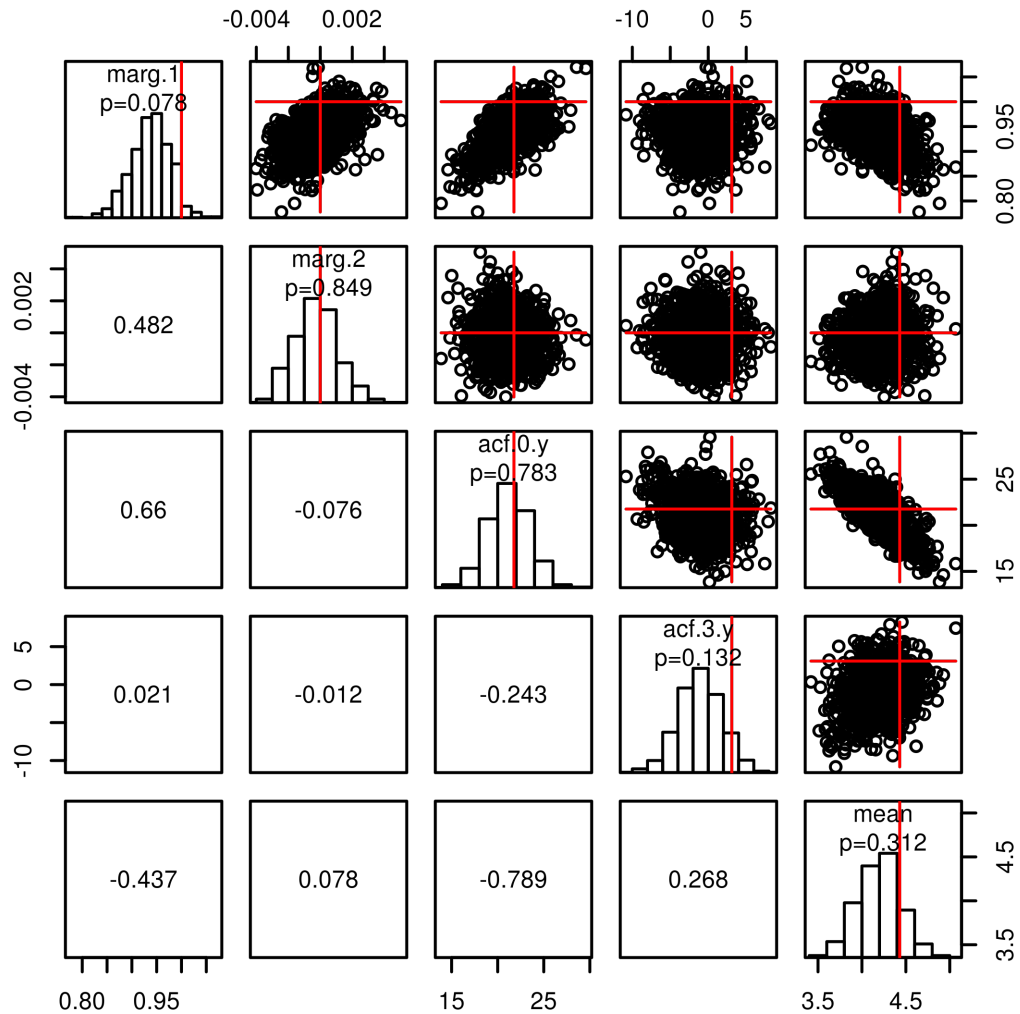 -0.004 0.002 -10 0 5
marg.1
p=0.078
0.80 0.95
-0.004 0.002
0.482
marg.2
p=0.849
0.66
-0.076
acf.0.y
p=0.783
15 25
-10 0 5
0.021
-0.012
-0.243
acf.3.y
p=0.132
-0.437
0.078
-0.789
0.268
mean
p=0.312
3.5 4.5
0.80 0.95 15 25 3.5 4.5